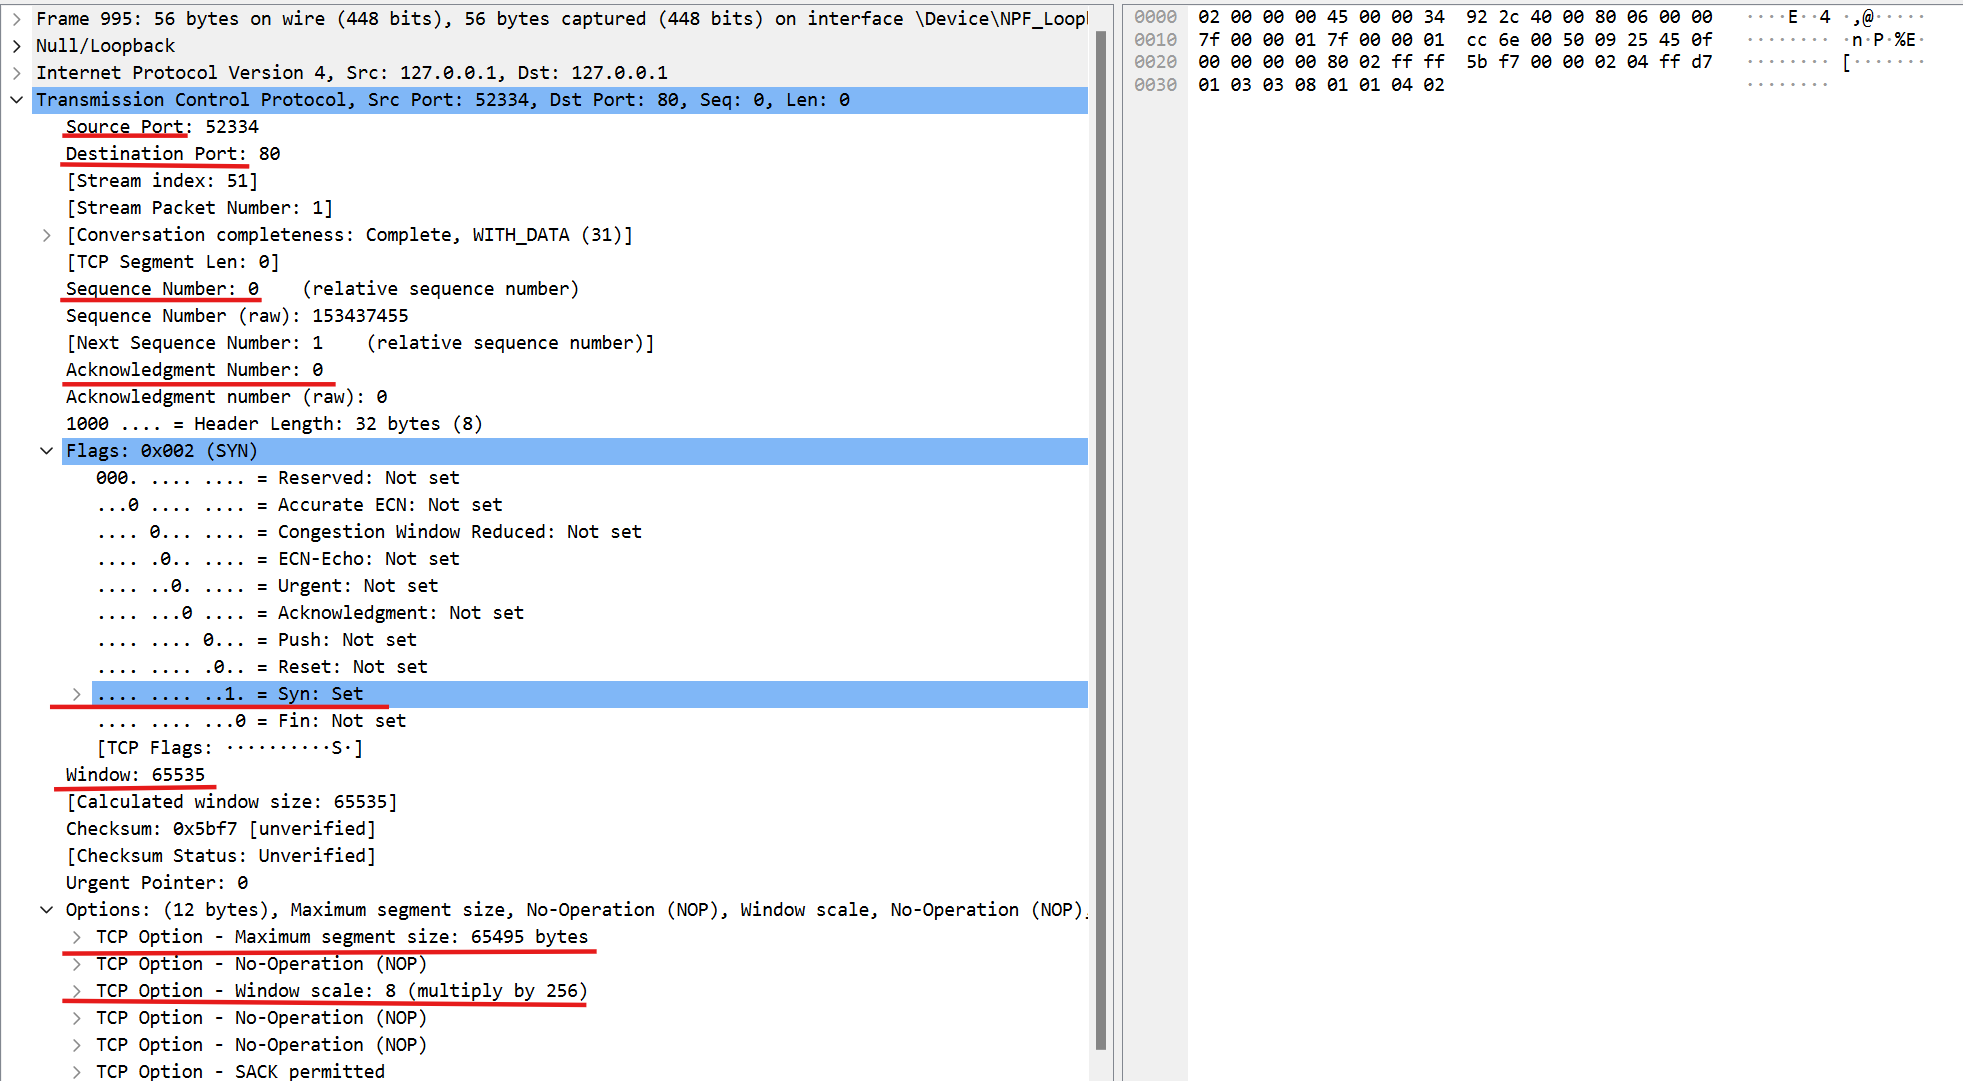 Frame 995: 56 bytes on wire (448 bits), 56 bytes captured (448 bits) on interface \Device\NPF_Loop
Null/Loopback
Internet Protocol Version 4, Src: 127.0.0.1, Dst: 127.0.0.1
Transmission Control Protocol, Src Port: 52334, Dst Port: 80, Seq: 0, Len: 0
Source Port: 52334
Destination Port: 80
[Stream index: 51]
[Stream Packet Number: 1]
[Conversation completeness: Complete, WITH_DATA (31)]
[TCP Segment Len: 0]
Sequence Number: 0    (relative sequence number)
Sequence Number (raw): 153437455
[Next Sequence Number: 1    (relative sequence number)]
Acknowledgment Number: 0
Acknowledgment number (raw): 0
1000 .... = Header Length: 32 bytes (8)
Flags: 0x002 (SYN)
000. .... .... = Reserved: Not set
...0 .... .... = Accurate ECN: Not set
.... 0... .... = Congestion Window Reduced: Not set
.... .0.. .... = ECN-Echo: Not set
.... ..0. .... = Urgent: Not set
.... ...0 .... = Acknowledgment: Not set
.... .... 0... = Push: Not set
.... .... .0.. = Reset: Not set
.... .... ..1. = Syn: Set
.... .... ...0 = Fin: Not set
[TCP Flags: ··········S·]
Window: 65535
[Calculated window size: 65535]
Checksum: 0x5bf7 [unverified]
[Checksum Status: Unverified]
Urgent Pointer: 0
Options: (12 bytes), Maximum segment size, No-Operation (NOP), Window scale, No-Operation (NOP),
TCP Option - Maximum segment size: 65495 bytes
TCP Option - No-Operation (NOP)
TCP Option - Window scale: 8 (multiply by 256)
TCP Option - No-Operation (NOP)
TCP Option - No-Operation (NOP)
TCP Option - SACK permitted
0000 02 00 00 00 45 00 00 34 92 2c 40 00 80 06 00 00 ····E··4 ·,@·····
0010 7f 00 00 01 7f 00 00 01 cc 6e 00 50 09 25 45 0f ········ ·n·P·%E·
0020 00 00 00 00 80 02 ff ff 5b f7 00 00 02 04 ff d7 ········ [·······
0030 01 03 03 08 01 01 04 02 ········